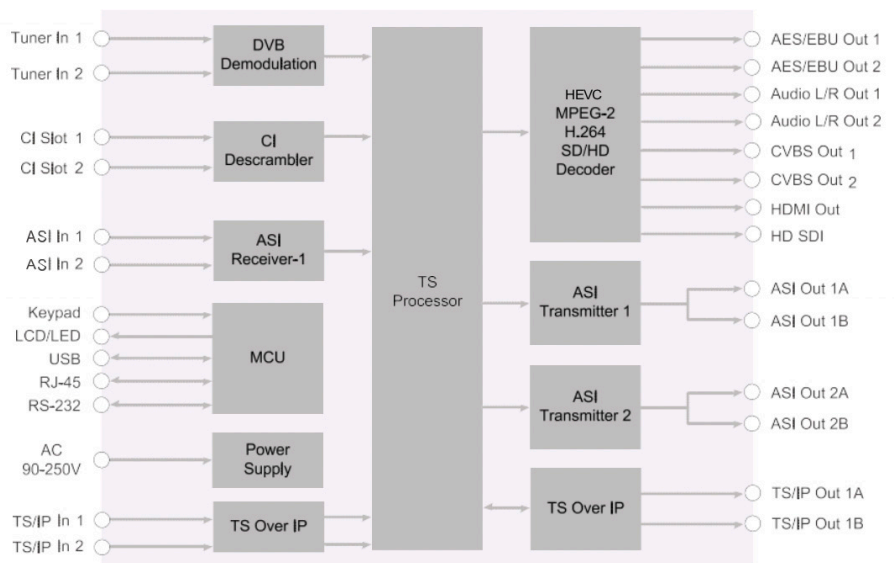 Tuner In 1
Tuner In 2
DVB
Demodulation
CI Slot 1
CI Slot 2
CI
Descrambler
ASI In 1
ASI In 2
ASI
Receiver-1
Keypad
LCD/LED
USB
RJ-45
RS-232
MCU
AC
90-250V
Power
Supply
TS/IP In 1
TS/IP In 2
TS Over IP
TS
Processor
HEVC
MPEG-2
H.264
SD/HD
Decoder
AES/EBU Out 1
AES/EBU Out 2
Audio L/R Out 1
Audio L/R Out 2
CVBS Out 1
CVBS Out 2
HDMI Out
HD SDI
ASI
Transmitter 1
ASI Out 1A
ASI Out 1B
ASI
Transmitter 2
ASI Out 2A
ASI Out 2B
TS Over IP
TS/IP Out 1A
TS/IP Out 1B